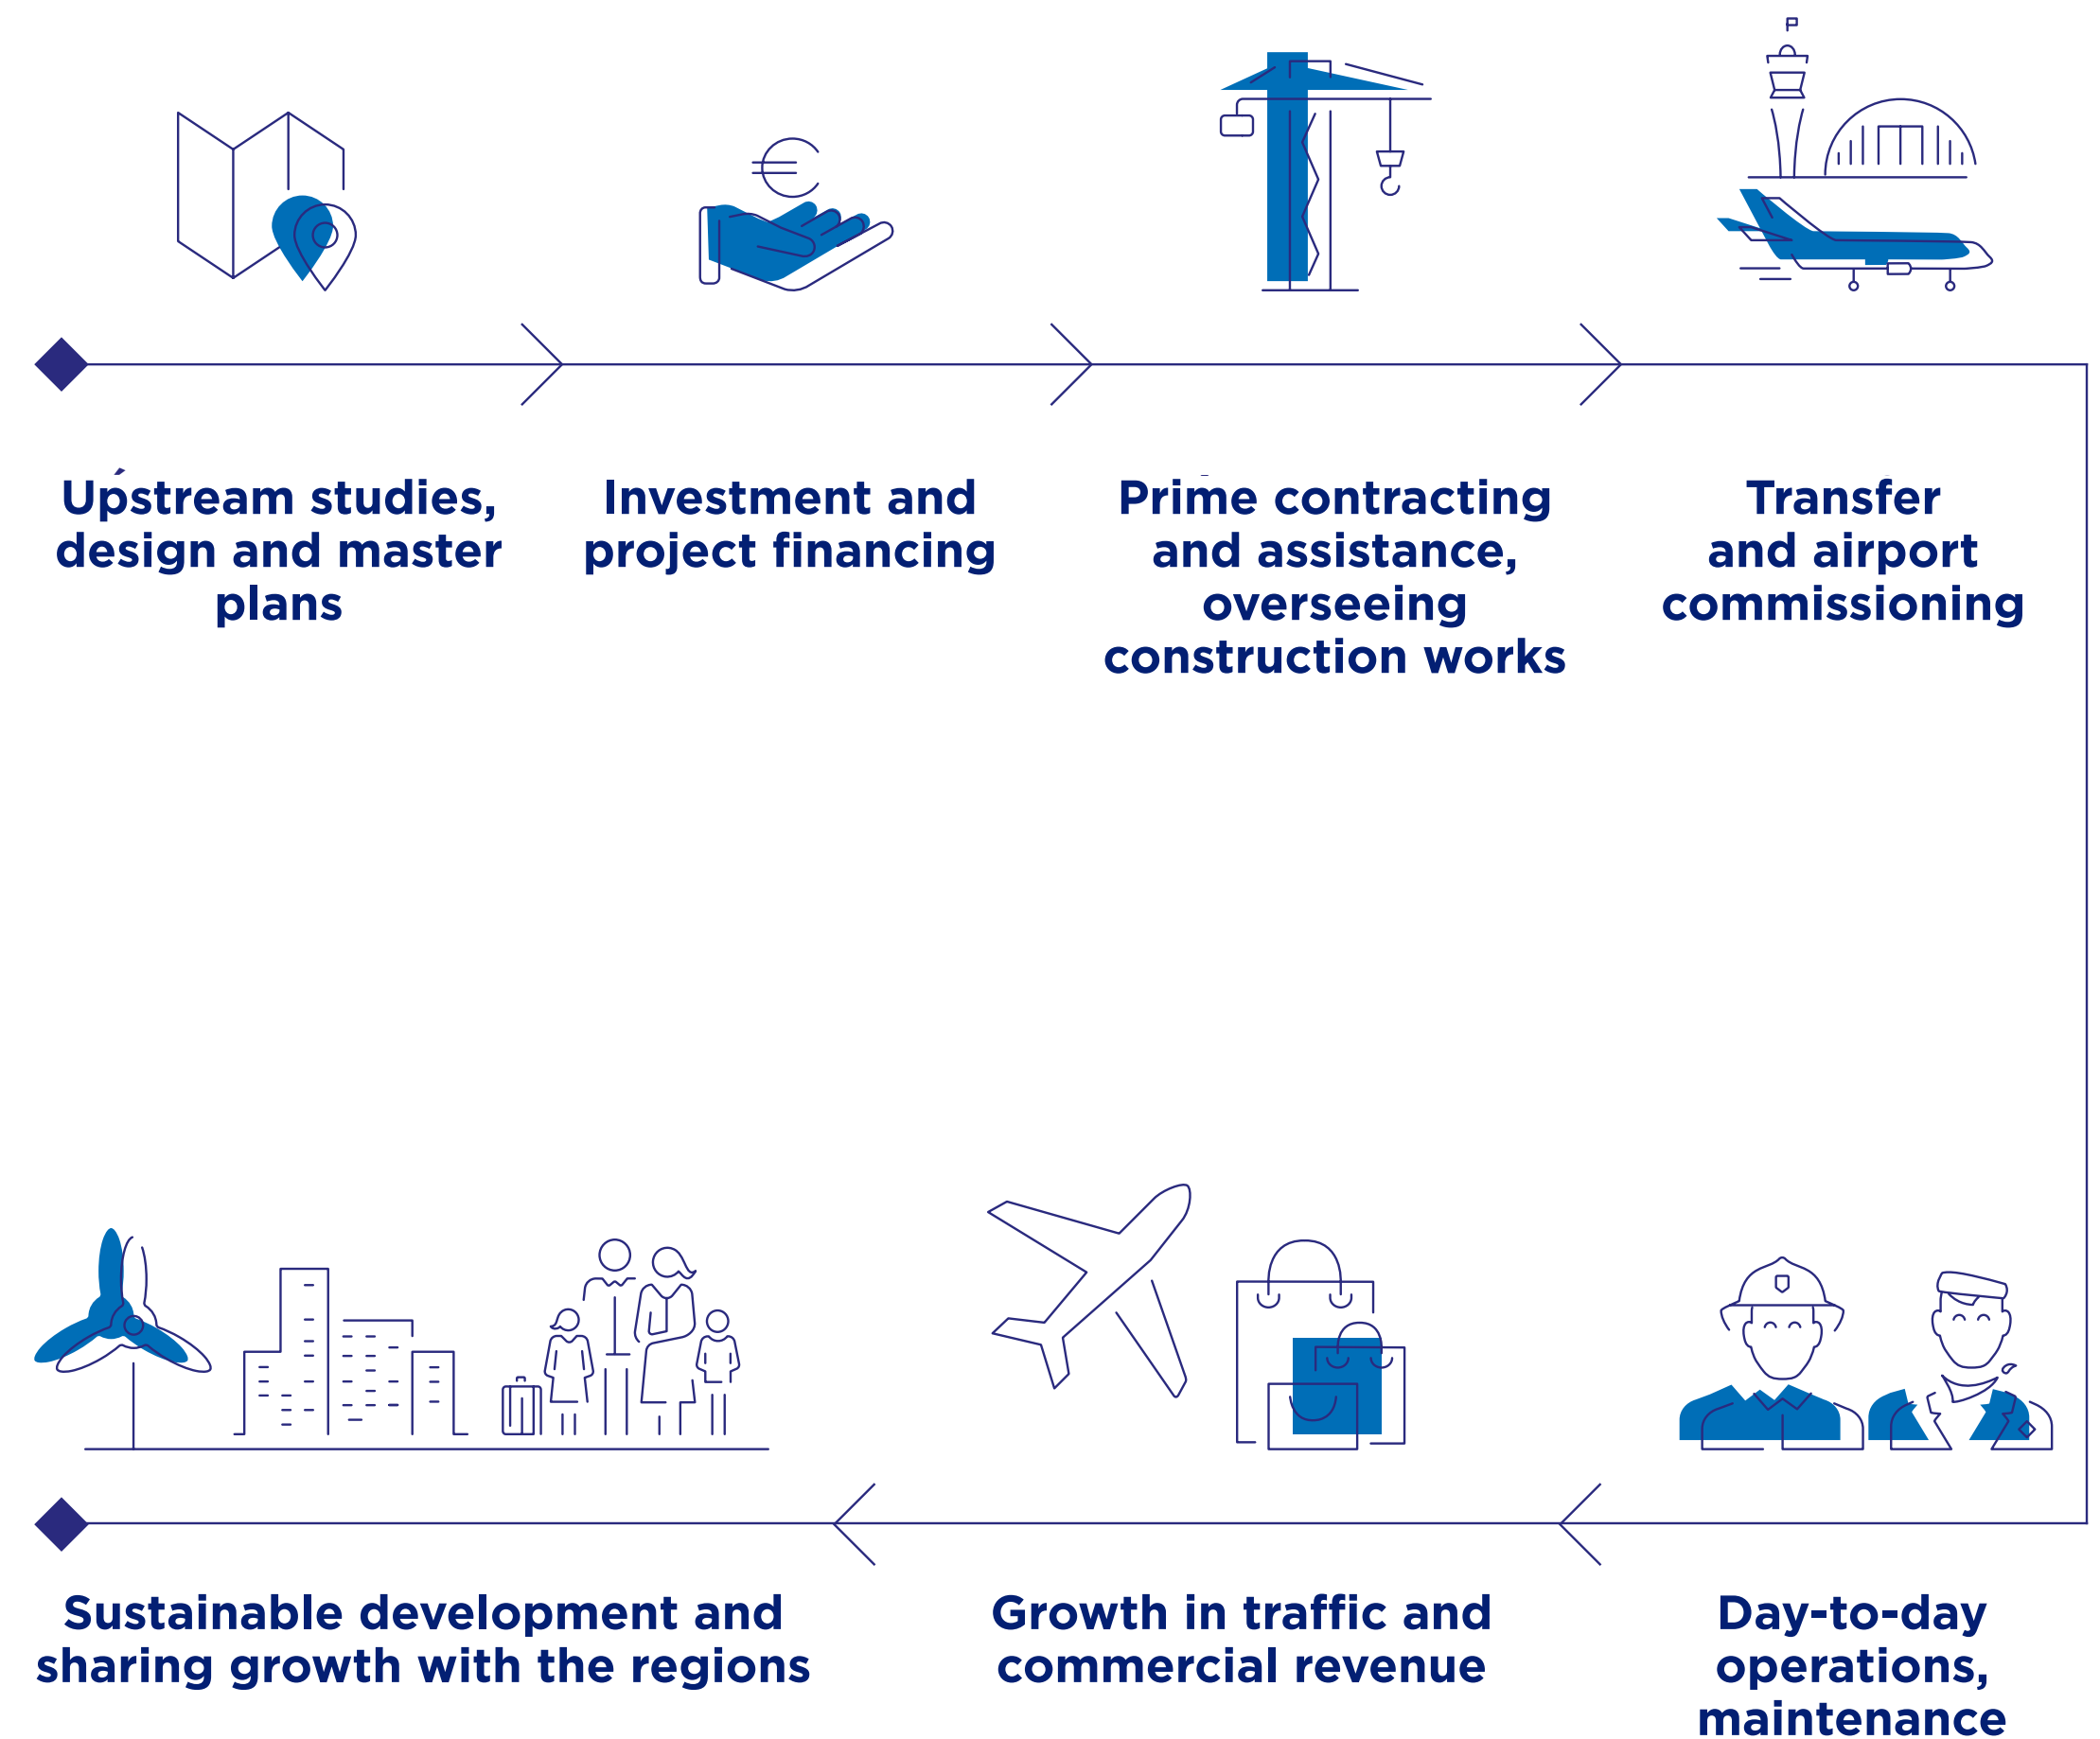 Upstream studies,
design and master
plans
Investment and
project financing
Prime contracting
and assistance,
overseeing
construction works
Transfer
and airport
commissioning
Day-to-day
operations,
maintenance
Growth in traffic and
commercial revenue
Sustainable development and
sharing growth with the regions